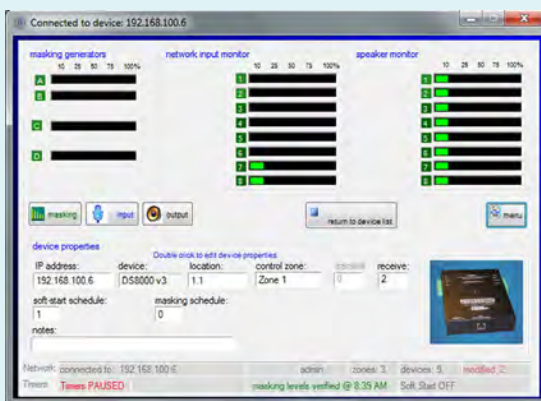 Connected to device: 192.168.100.6
masking generators
network input monitor
speaker monitor
10 25 50 75 100%
10 25 50 75 100%
10 25 50 75 100%
A
B
C
D
1
2
3
4
5
6
7
8
1
2
3
4
5
6
7
8
masking
input
output
return to device list
menu
device properties
Double click to edit device properties
IP address: device: location: control zone: transmit: receive:
192.168.100.6 DS8000 v3 1.1 Zone 1 0 2
soft-start schedule: masking schedule:
1 0
notes:
Network: connected to: 192.168.100.6 admin zones: 3 devices: 5 modified: 2
Timers: Timers PAUSED masking levels verified @ 8:35 AM Soft Start OFF